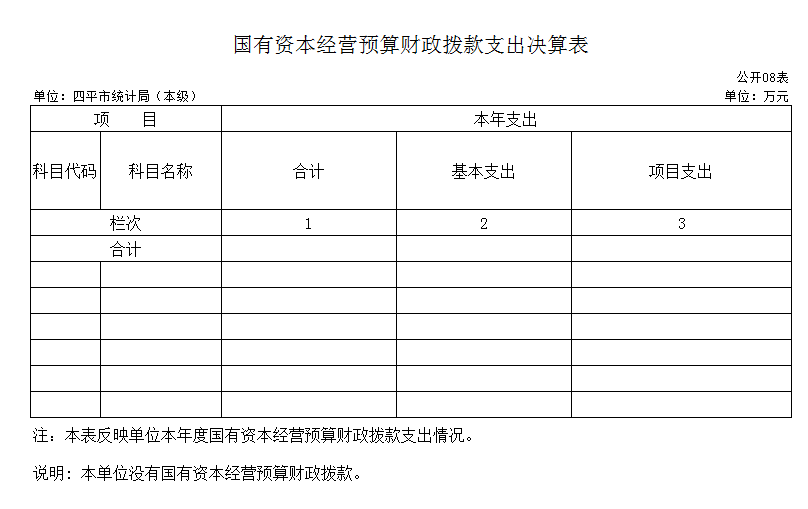 国有资本经营预算财政拨款支出决算表
公开08表
单位：四平市统计局（本级） 单位：万元
项 目 本年支出
科目代码 科目名称 合计 基本支出 项目支出
栏次 1 2 3
合计
注：本表反映单位本年度国有资本经营预算财政拨款支出情况。
说明：本单位没有国有资本经营预算财政拨款。